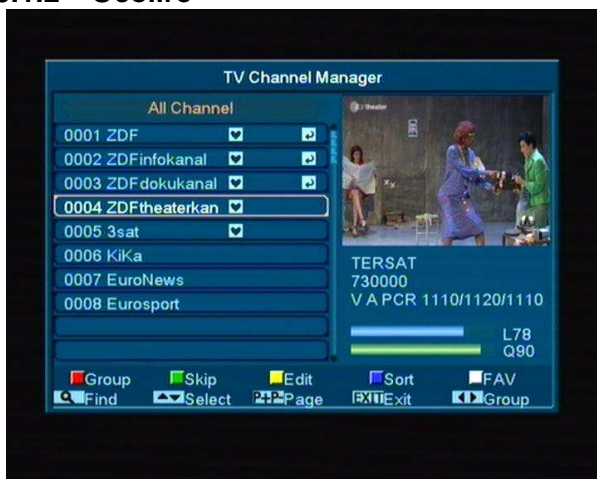 TV Channel Manager
All Channel
0001 ZDF
0002 ZDFinfokanal
0003 ZDFdokukanal
0004 ZDFtheaterkan
0005 3sat
0006 KiKa
0007 EuroNews
0008 Eurosport
theater
TERSAT
730000
V A PCR 1110/1120/1110
L78
Q90
Group Skip Edit Sort FAV
Find Select P+P- Page EXIT Exit Group